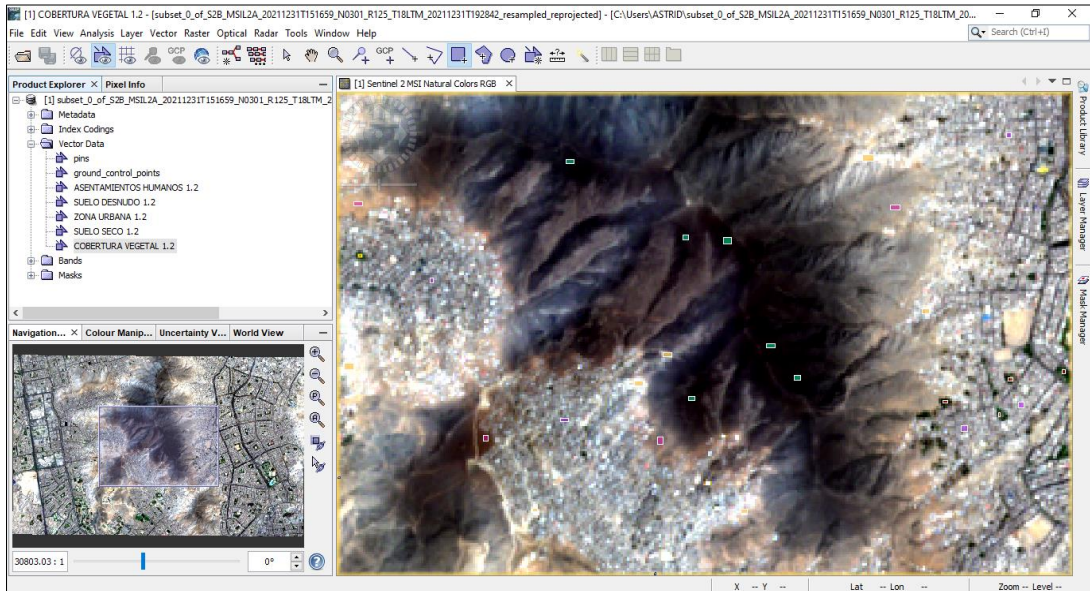 [1] COBERTURA VEGETAL 1.2 - [subset_0_of_S2B_MSIL2A_20211231T151659_N0301_R125_T18LTM_20211231T192842_resampled_reprojected] - [C:\Users\ASTRID\subset_0_of_S2B_MSIL2A_20211231T151659_N0301_R125_T18LTM_20...
File Edit View Analysis Layer Vector Raster Optical Radar Tools Window Help
Search (Ctrl+I)
GCP
GCP
Product Explorer
Pixel Info
[1] Sentinel 2 MSI Natural Colors RGB
[1] subset_0_of_S2B_MSIL2A_20211231T151659_N0301_R125_T18LTM_2
Metadata
Index Codings
Vector Data
pins
ground_control_points
ASENTAMIENTOS HUMANOS 1.2
SUELO DESNUDO 1.2
ZONA URBANA 1.2
SUELO SECO 1.2
COBERTURA VEGETAL 1.2
Bands
Masks
Product Library
Layer Manager
Mask Manager
Navigation...
Colour Manip...
Uncertainty V...
World View
30803.03 : 1
0°
X -- Y --
Lat -- Lon --
Zoom -- Level --